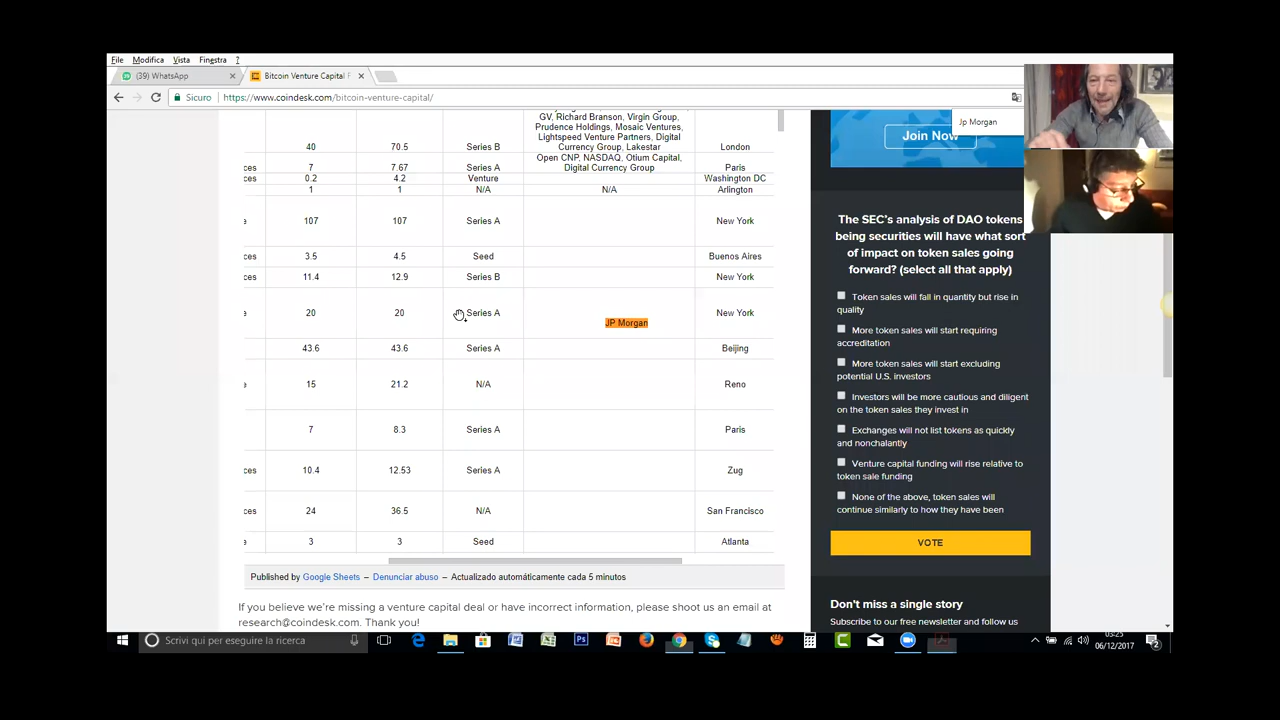 File Modifica Vista Finestra ?
(39) WhatsApp
Bitcoin Venture Capital F
Sicuro https://www.coindesk.com/bitcoin-venture-capital/
Jp Morgan
GV, Richard Branson, Virgin Group,
Prudence Holdings, Mosaic Ventures,
Lightspeed Venture Partners, Digital
40 70.5 Series B Currency Group, Lakestar London
Open CNP, NASDAQ, Otium Capital,
ces 7 7.67 Series A Digital Currency Group Paris
ces 0.2 4.2 Venture Washington DC
1 1 N/A N/A Arlington
107 107 Series A New York
e 3.5 4.5 Seed Buenos Aires
ces 11.4 12.9 Series B New York
20 20 Series A New York
JP Morgan
43.6 43.6 Series A Beijing
15 21.2 N/A Reno
7 8.3 Series A Paris
ces 10.4 12.53 Series A Zug
ces 24 36.5 N/A San Francisco
e 3 3 Seed Atlanta
Published by Google Sheets – Denunciar abuso – Actualizado automáticamente cada 5 minutos
If you believe we're missing a venture capital deal or have incorrect information, please shoot us an email at
research@coindesk.com. Thank you!
Join Now
The SEC's analysis of DAO tokens
being securities will have what sort
of impact on token sales going
forward? (select all that apply)
Token sales will fall in quantity but rise in
quality
More token sales will start requiring
accreditation
More token sales will start excluding
potential U.S. investors
Investors will be more cautious and diligent
on the token sales they invest in
Exchanges will not list tokens as quickly
and nonchalantly
Venture capital funding will rise relative to
token sale funding
None of the above, token sales will
continue similarly to how they have been
VOTE
Don't miss a single story
Subscribe to our free newsletter and follow us
Scrivi qui per eseguire la ricerca
03:25
06/12/2017